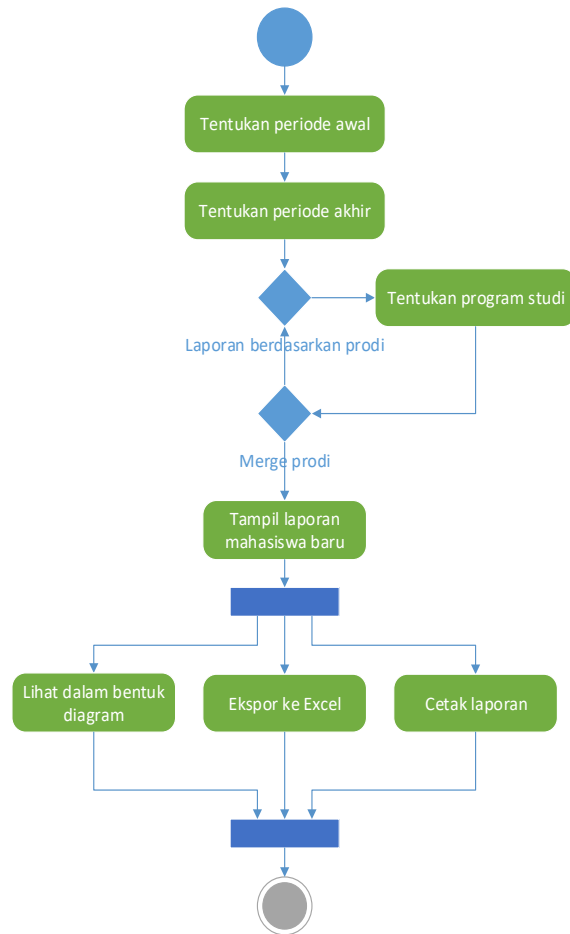 Tentukan periode awal
Tentukan periode akhir
Tentukan program studi
Laporan berdasarkan prodi
Merge prodi
Tampil laporan
mahasiswa baru
Lihat dalam bentuk
diagram
Ekspor ke Excel
Cetak laporan